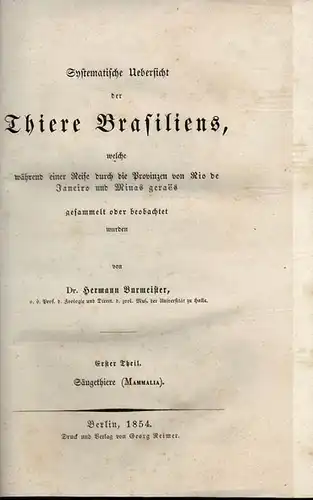 Systematische Uebersicht
der
Thiere Brasiliens,
welche
während einer Reise durch die Provinzen von Rio de
Janeiro und Minas geraës
gesammelt oder beobachtet
wurden
von
Dr. Hermann Burmeister,
o. ö. Prof. d. Zoologie und Direct. d. zool. Mus. der Universität zu Halle.
Erster Theil.
Säugethiere (Mammalia).
Berlin, 1854.
Druck und Verlag von Georg Reimer.